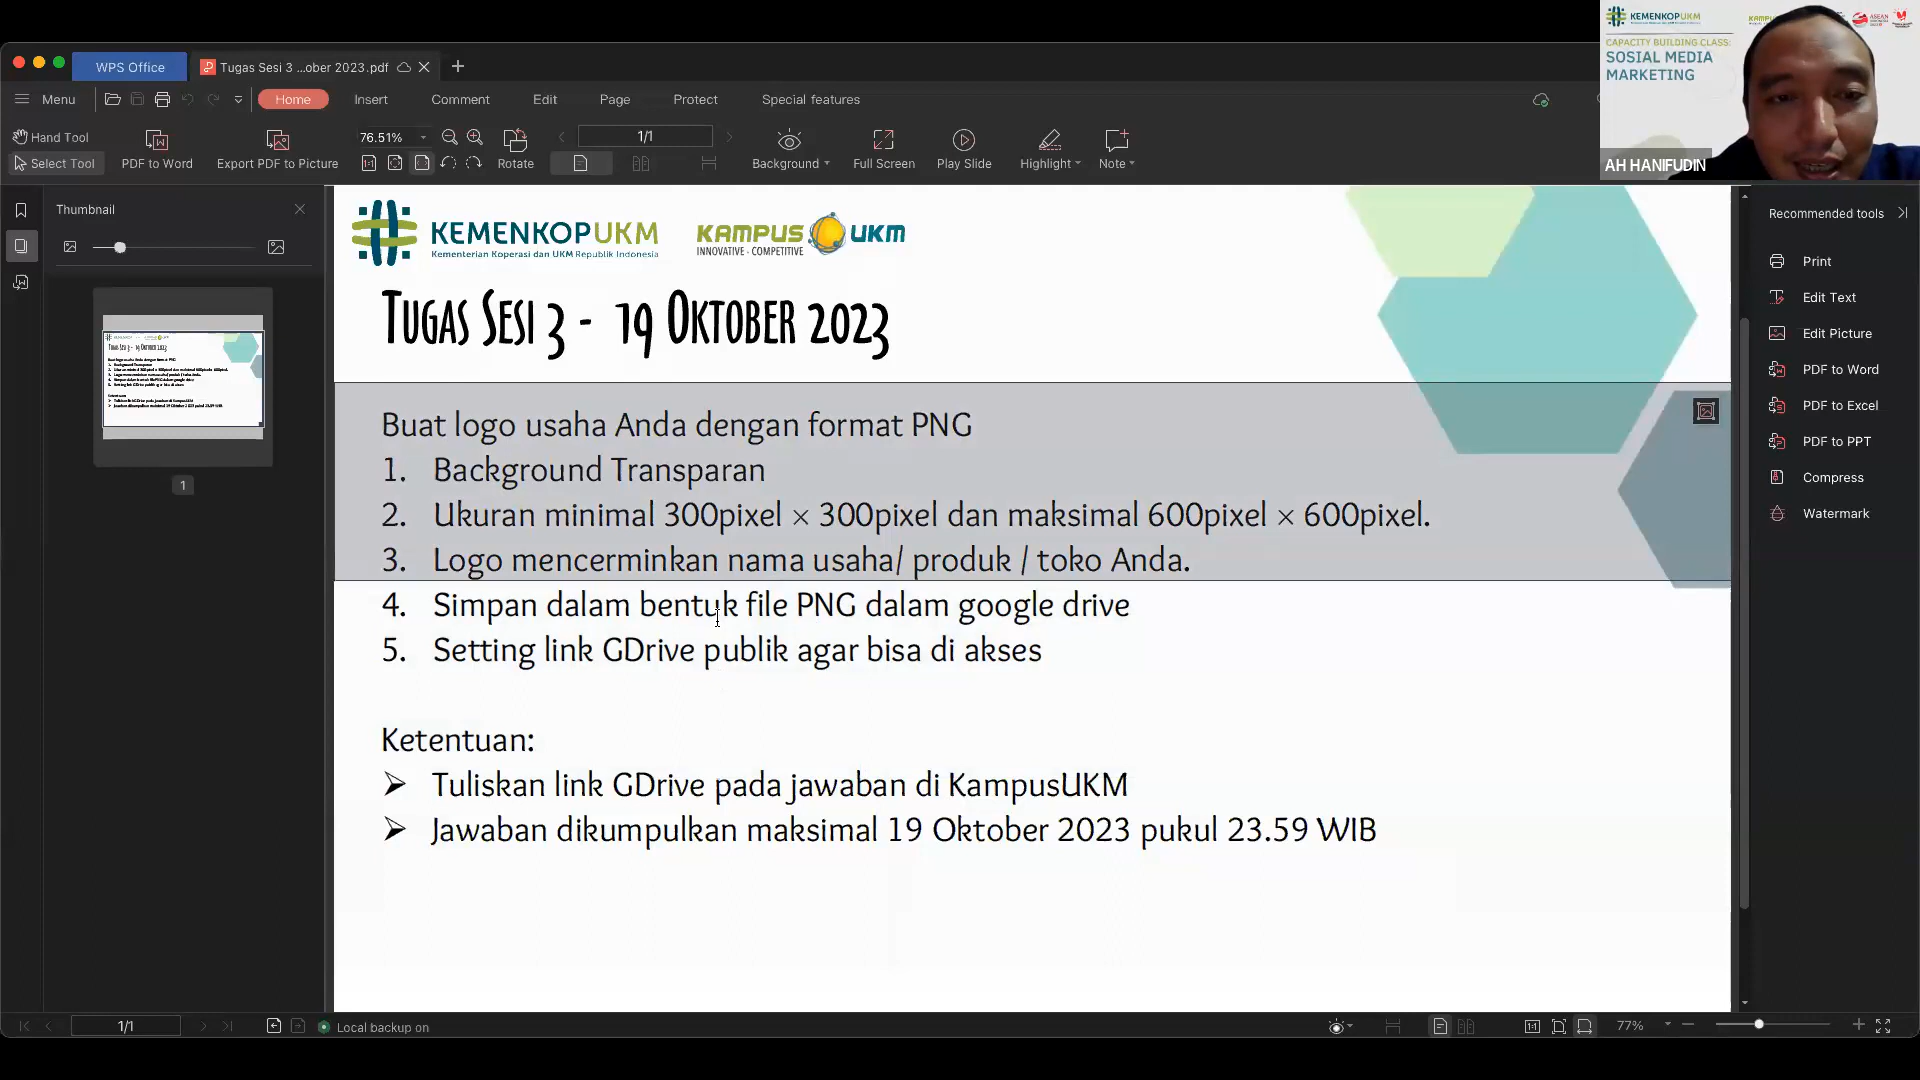 KEMENKOPUKM
CAPACITY BUILDING CLASS:
SOSIAL MEDIA
MARKETING
AH HANIFUDIN
WPS Office
Tugas Sesi 3 ...ober 2023.pdf
Menu
Home
Insert
Comment
Edit
Page
Protect
Special features
Hand Tool
Select Tool
PDF to Word
Export PDF to Picture
76.51%
Rotate
1/1
Background
Full Screen
Play Slide
Highlight
Note
Thumbnail
1
KEMENKOPUKM
Kementerian Koperasi dan UKM Republik Indonesia
KAMPUS UKM
INNOVATIVE - COMPETITIVE
Tugas Sesi 3 - 19 Oktober 2023
Buat logo usaha Anda dengan format PNG
1. Background Transparan
2. Ukuran minimal 300pixel × 300pixel dan maksimal 600pixel × 600pixel.
3. Logo mencerminkan nama usaha/ produk / toko Anda.
4. Simpan dalam bentuk file PNG dalam google drive
5. Setting link GDrive publik agar bisa di akses
Ketentuan:
➢ Tuliskan link GDrive pada jawaban di KampusUKM
➢ Jawaban dikumpulkan maksimal 19 Oktober 2023 pukul 23.59 WIB
Recommended tools
Print
Edit Text
Edit Picture
PDF to Word
PDF to Excel
PDF to PPT
Compress
Watermark
1/1
Local backup on
77%